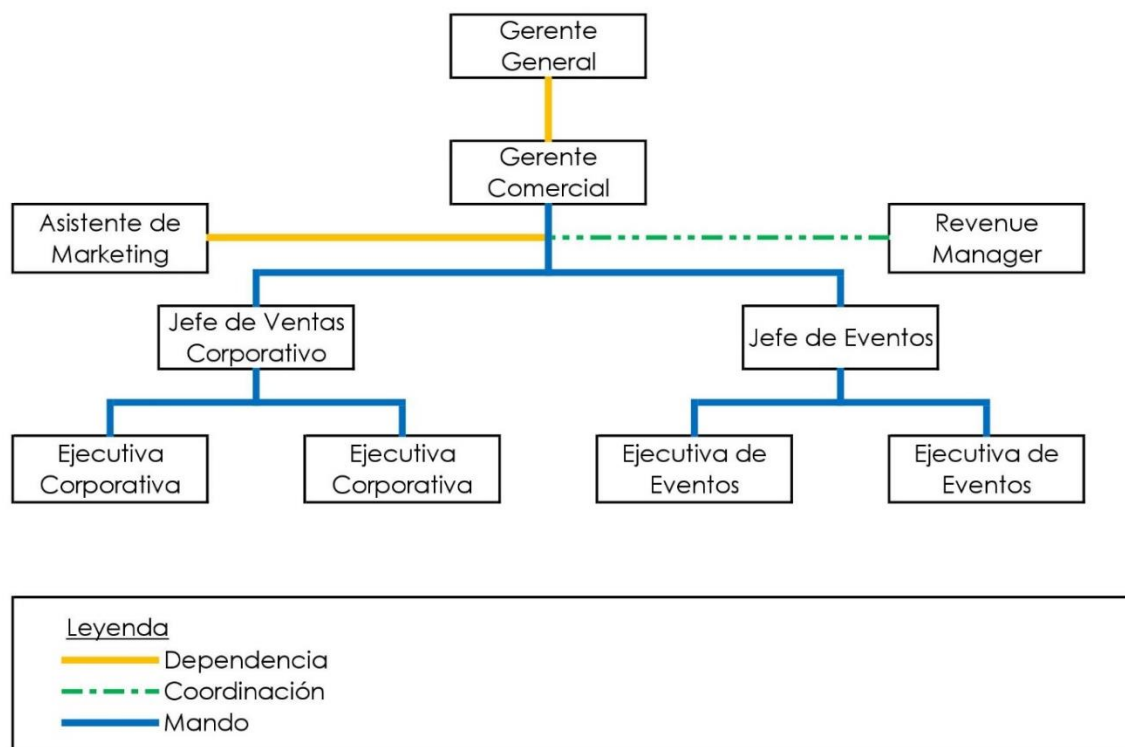 Gerente
General
Gerente
Comercial
Asistente de
Marketing
Revenue
Manager
Jefe de Ventas
Corporativo
Jefe de Eventos
Ejecutiva
Corporativa
Ejecutiva
Corporativa
Ejecutiva de
Eventos
Ejecutiva de
Eventos
Leyenda
Dependencia
Coordinación
Mando